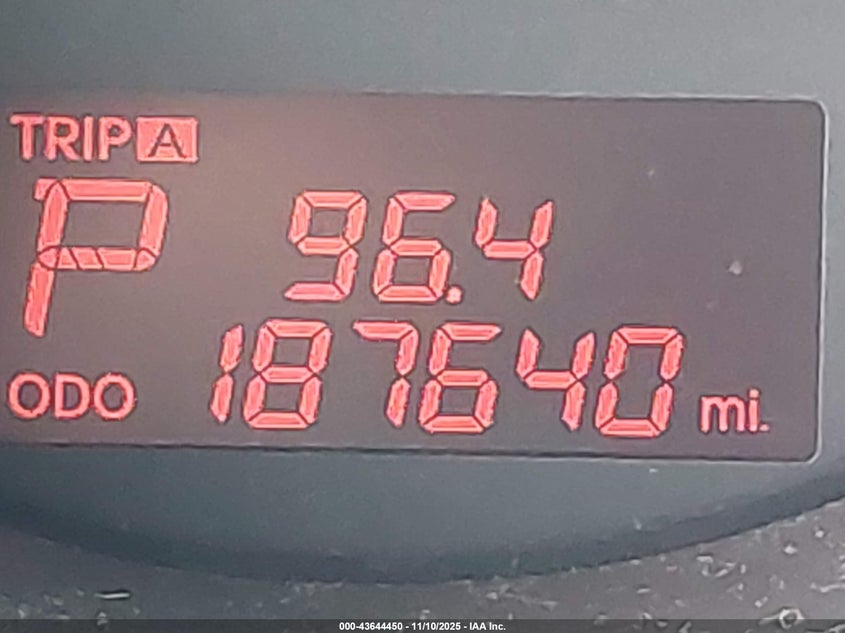 TRIP A
P 96.4
ODO 187640 mi.
000-43644450 - 11/10/2025 - IAA Inc.